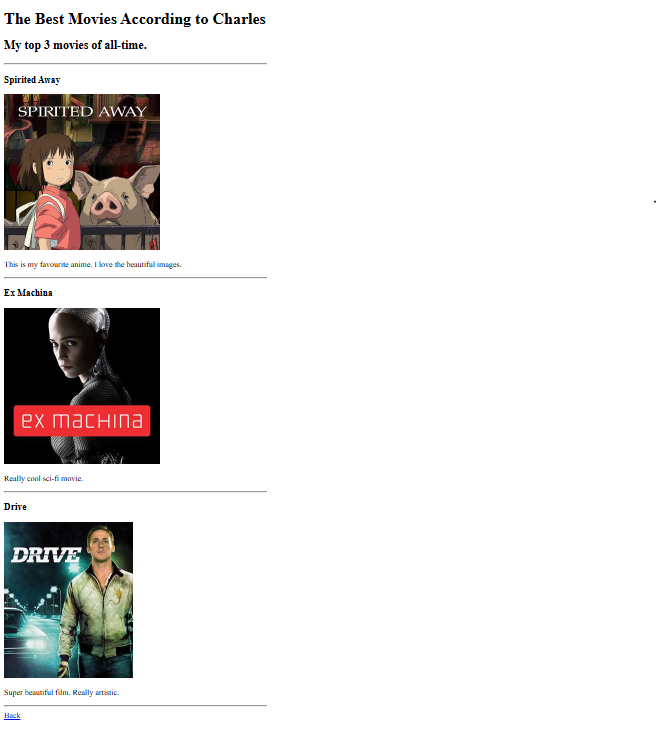 The Best Movies According to Charles
My top 3 movies of all-time.
Spirited Away
SPIRITED AWAY
This is my favourite anime. I love the beautiful images.
Ex Machina
ex machina
Really cool sci-fi movie.
Drive
DRIVE
Super beautiful film. Really artistic.
Back